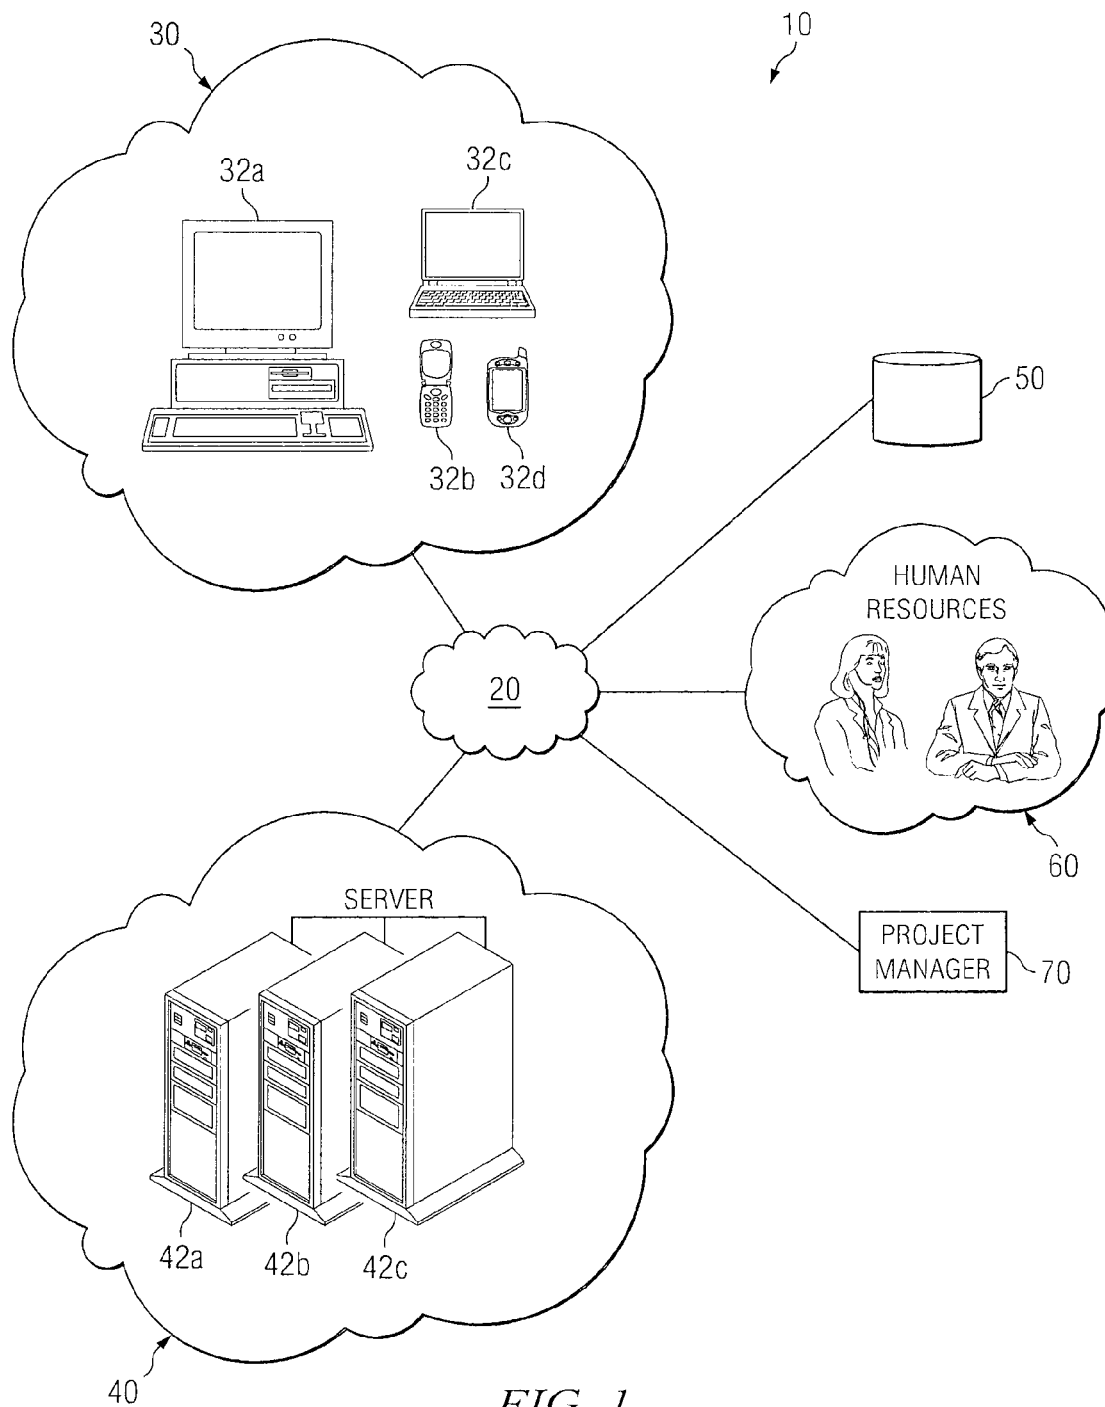 30
10
32a
32c
32b
32d
50
HUMAN
RESOURCES
20
60
SERVER
PROJECT
MANAGER
70
42a
42b
42c
40
FIG. 1